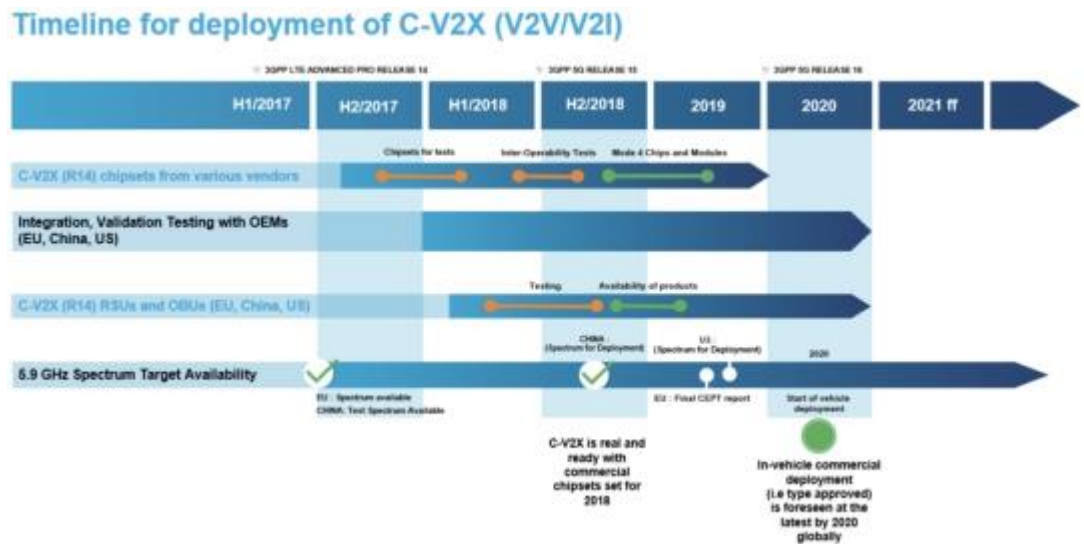 Timeline for deployment of C-V2X (V2V/V2I)
3GPP LTE ADVANCED PRO RELEASE 14
3GPP 5G RELEASE 15
3GPP 5G RELEASE 16
H1/2017
H2/2017
H1/2018
H2/2018
2019
2020
2021 ff
Chipsets for tests
Inter-Operability Tests
Mode 4 Chips and Modules
C-V2X (R14) chipsets from various vendors
Integration, Validation Testing with OEMs
(EU, China, US)
Testing
Availability of products
C-V2X (R14) RSUs and OBUs (EU, China, US)
CHINA :
(Spectrum for Deployment)
US :
(Spectrum for Deployment)
2020
5.9 GHz Spectrum Target Availability
EU : Spectrum available
CHINA: Test Spectrum Available
EU : Final CEPT report
Start of vehicle
deployment
C-V2X is real and
ready with
commercial
chipsets set for
2018
In-vehicle commercial
deployment
(i.e type approved)
is foreseen at the
latest by 2020
globally